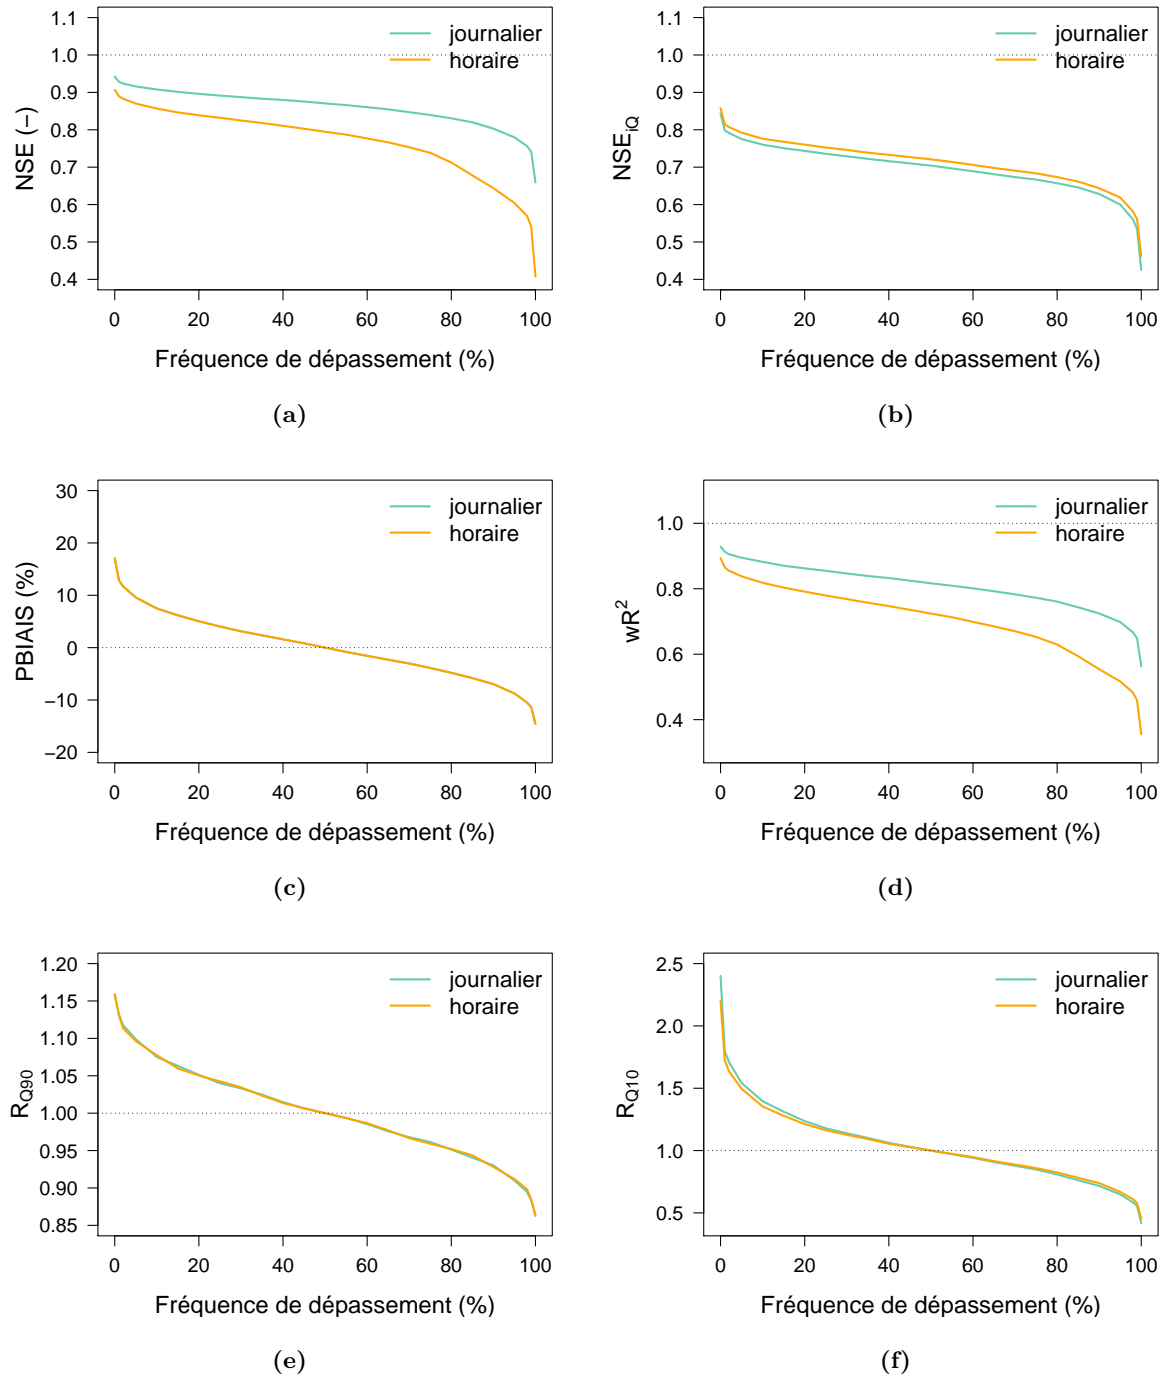 1.1
1.0
0.9
0.8
0.7
0.6
0.5
0.4
NSE (−)
journalier
horaire
0 20 40 60 80 100
Fréquence de dépassement (%)
(a)
1.1
1.0
0.9
0.8
0.7
0.6
0.5
0.4
NSEiQ
journalier
horaire
0 20 40 60 80 100
Fréquence de dépassement (%)
(b)
30
20
10
0
−10
−20
PBIAIS (%)
journalier
horaire
0 20 40 60 80 100
Fréquence de dépassement (%)
(c)
1.0
0.8
0.6
0.4
wR²
journalier
horaire
0 20 40 60 80 100
Fréquence de dépassement (%)
(d)
1.20
1.15
1.10
1.05
1.00
0.95
0.90
0.85
RQ90
journalier
horaire
0 20 40 60 80 100
Fréquence de dépassement (%)
(e)
2.5
2.0
1.5
1.0
0.5
RQ10
journalier
horaire
0 20 40 60 80 100
Fréquence de dépassement (%)
(f)